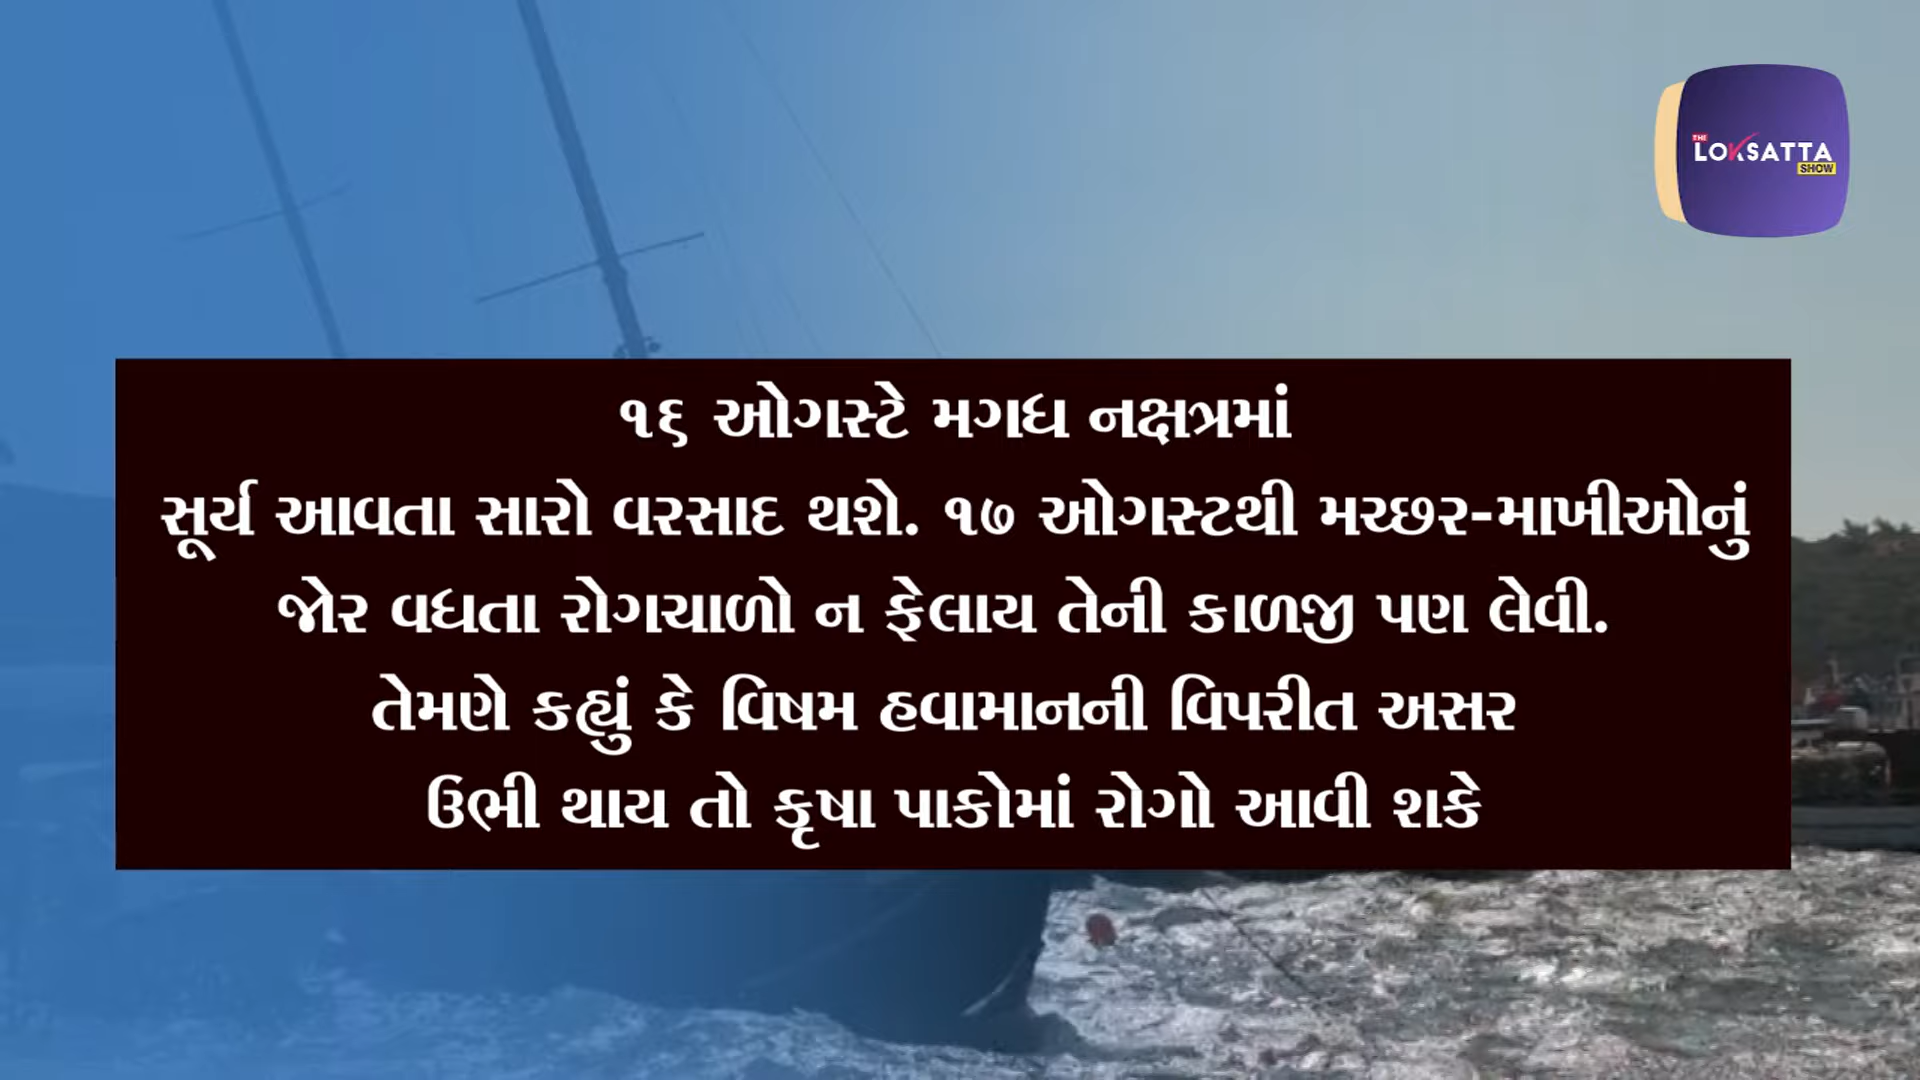 THE
LOKSATTA
SHOW
૧૬ ઓગસ્ટે મગધ નક્ષત્રમાં
સૂર્ય આવતા સારો વરસાદ થશે. ૧૭ ઓગસ્ટથી મચ્છર-માખીઓનું
જોર વધતા રોગચાળો ન ફેલાય તેની કાળજી પણ લેવી.
તેમણે કહ્યું કે વિષમ હવામાનની વિપરીત અસર
ઉભી થાય તો કૃષા પાકોમાં રોગો આવી શકે